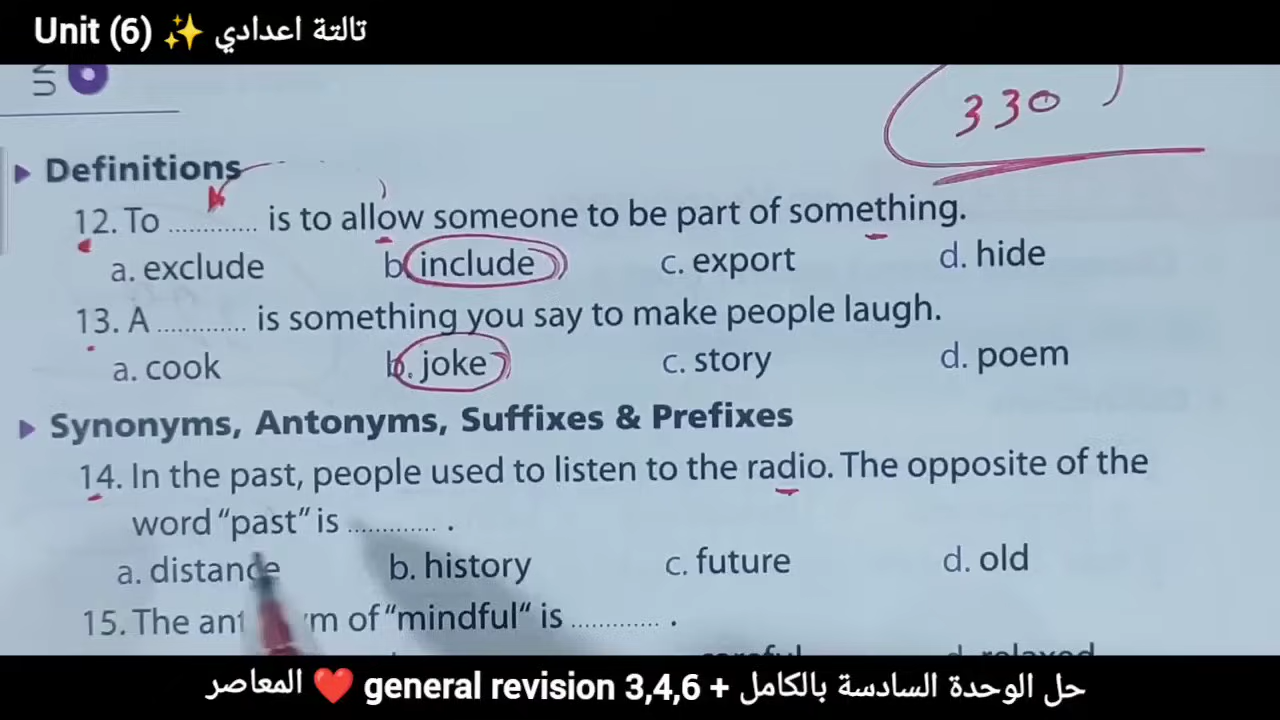 Unit (6) ✨ تالتة اعدادي
UN
330
Definitions
12. To ............ is to allow someone to be part of something.
a. exclude b. include c. export d. hide
13. A ............ is something you say to make people laugh.
a. cook b. joke c. story d. poem
Synonyms, Antonyms, Suffixes & Prefixes
14. In the past, people used to listen to the radio. The opposite of the
word "past" is ............ .
a. distance b. history c. future d. old
15. The ant m of "mindful" is ............ .
careful d. relaxed
حل الوحدة السادسة بالكامل + general revision 3,4,6 ❤️ المعاصر